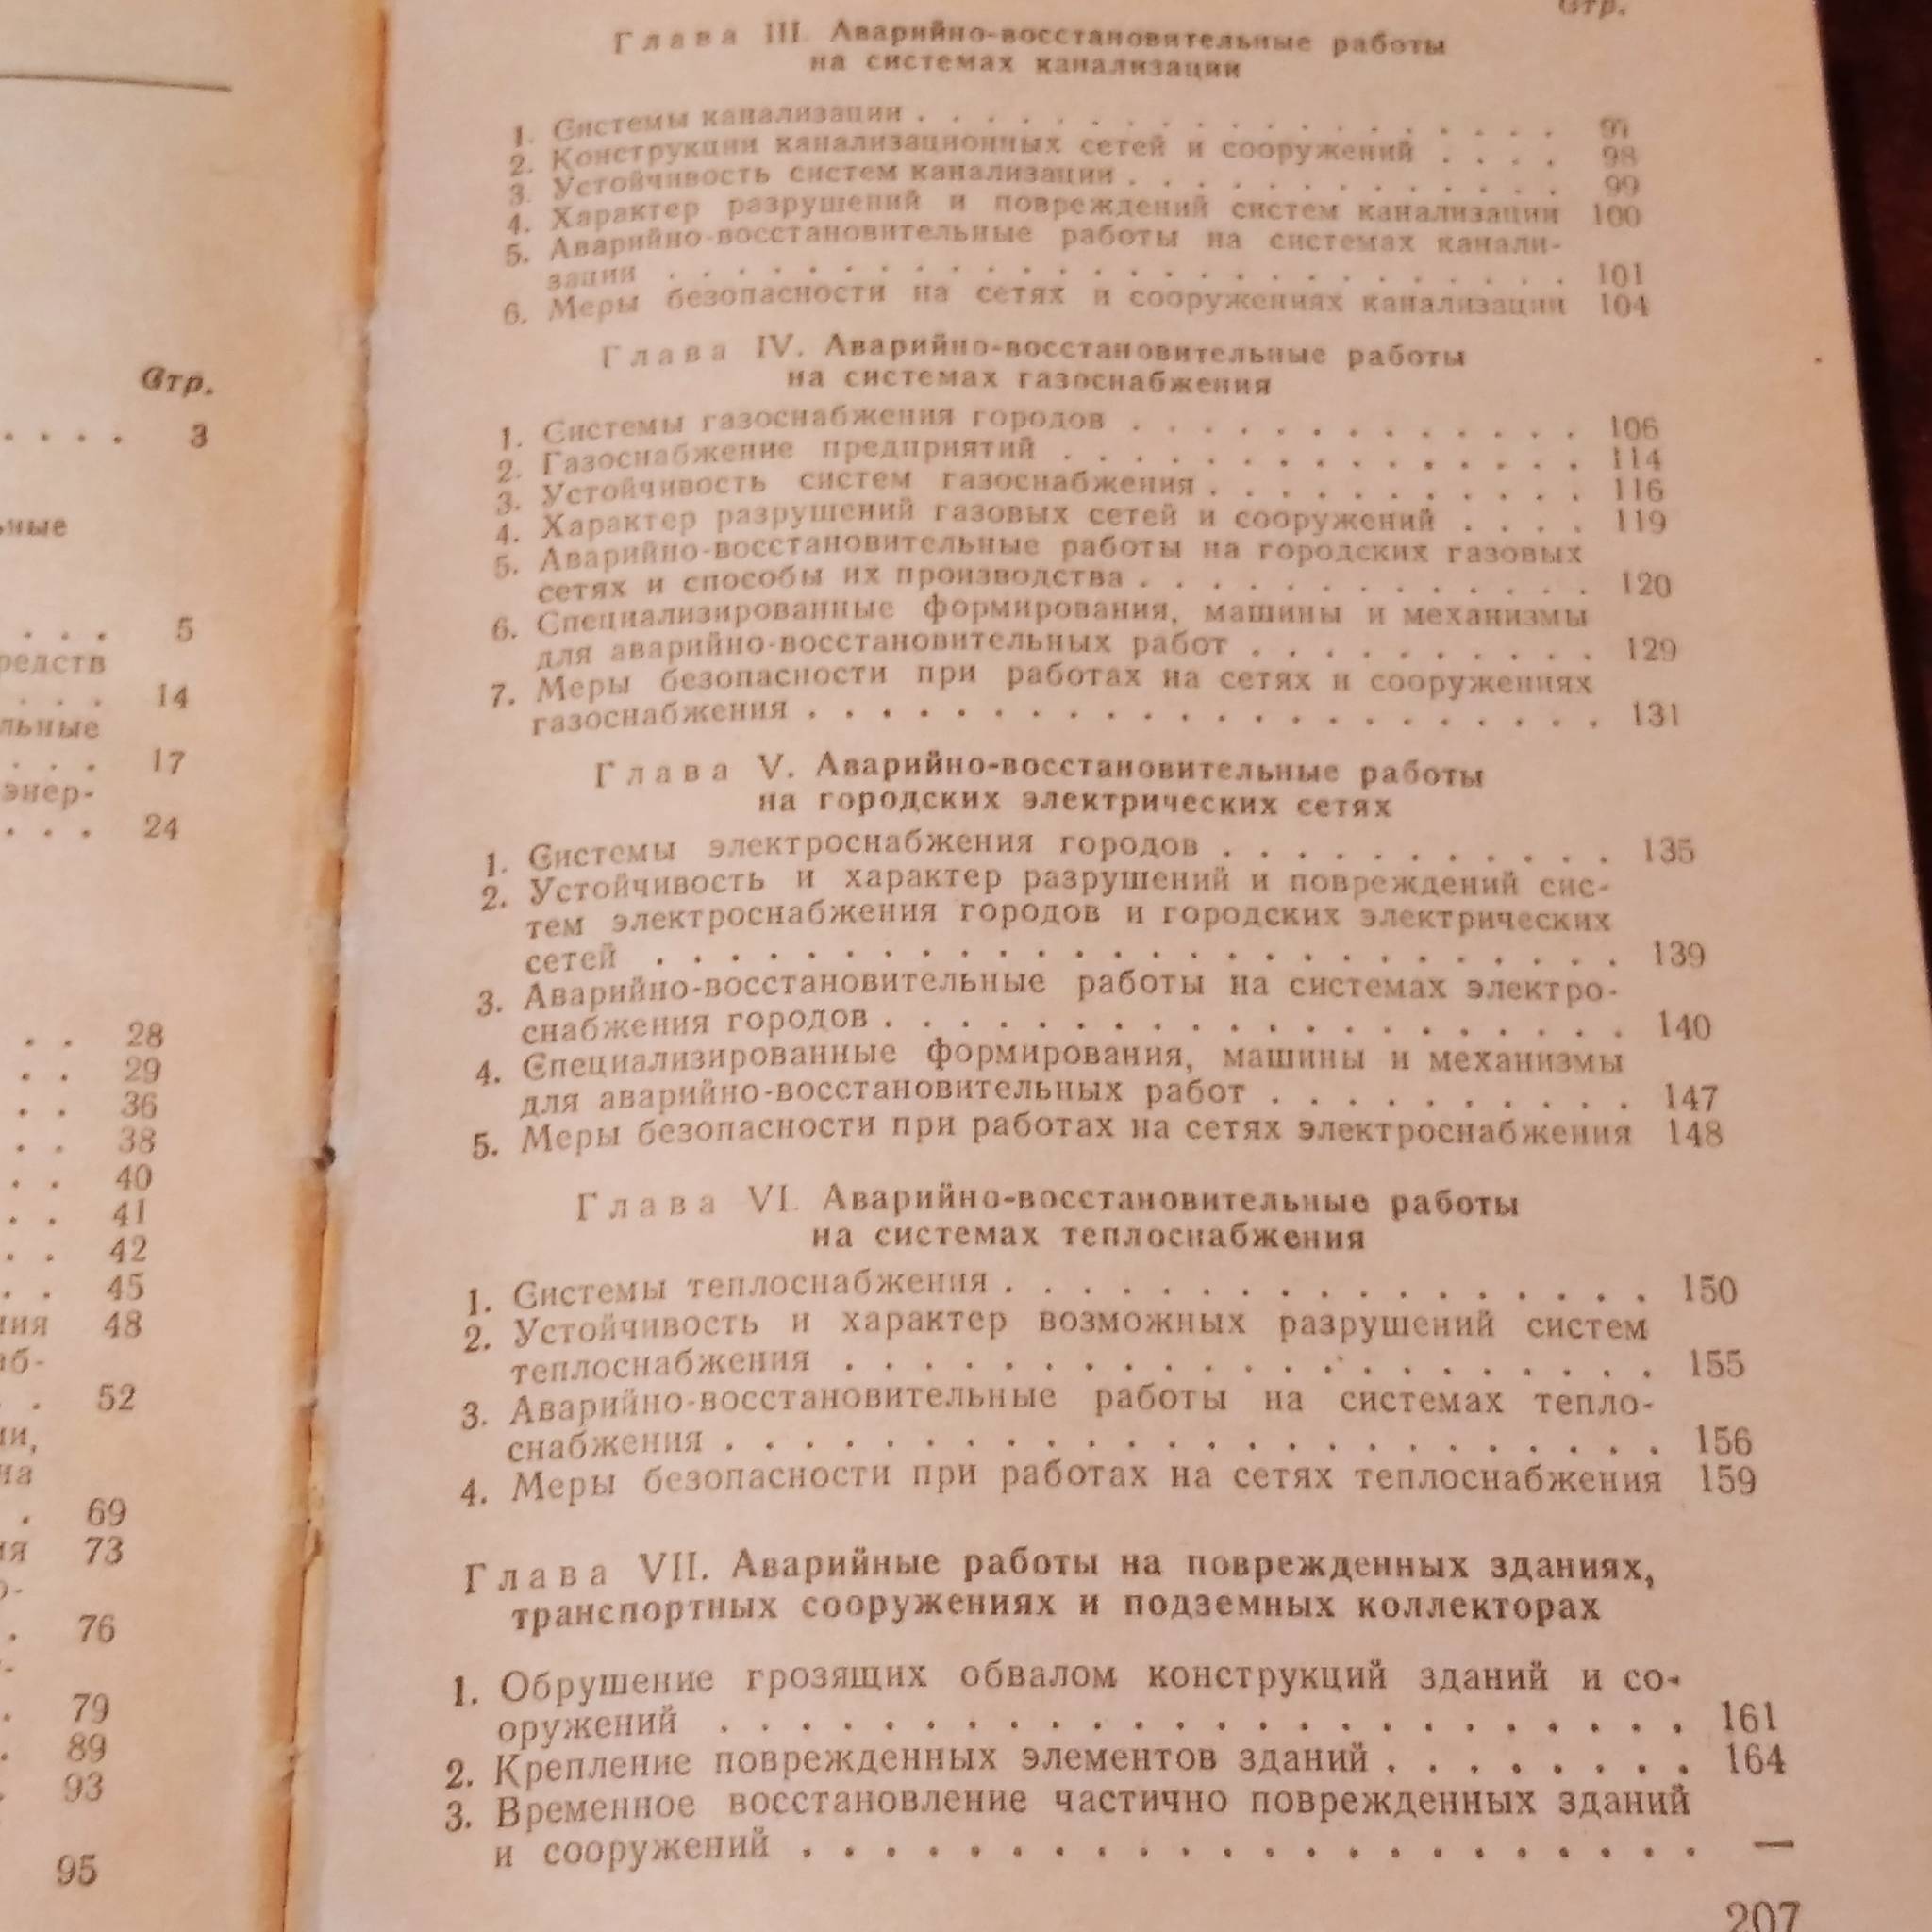 Стр.
. . . . 3
ьные
. . . 5
редств
. . . 14
льные
. . . 17
энер-
. . . 24
. . 28
. . 29
. . 36
. . 38
. . 40
. . 41
. . 42
. . 45
ния 48
аб-
. . 52
ии,
на
. 69
ия 73
о-
. 76
. 79
. 89
. 93
95
Стр.
Глава III. Аварийно-восстановительные работы
на системах канализации
1. Системы канализации . . . . . . . . . . . . . . . . 97
2. Конструкции канализационных сетей и сооружений . . . . 98
3. Устойчивость систем канализации . . . . . . . . . . . . . 99
4. Характер разрушений и повреждений систем канализации 100
5. Аварийно-восстановительные работы на системах канали-
зации . . . . . . . . . . . . . . . . . . . . . 101
6. Меры безопасности на сетях и сооружениях канализации 104
Глава IV. Аварийно-восстановительные работы
на системах газоснабжения
1. Системы газоснабжения городов . . . . . . . . . . . . . 106
2. Газоснабжение предприятий . . . . . . . . . . . . . . . 114
3. Устойчивость систем газоснабжения . . . . . . . . . . . 116
4. Характер разрушений газовых сетей и сооружений . . . . 119
5. Аварийно-восстановительные работы на городских газовых
сетях и способы их производства . . . . . . . . . . . . . 120
6. Специализированные формирования, машины и механизмы
для аварийно-восстановительных работ . . . . . . . . . . 129
7. Меры безопасности при работах на сетях и сооружениях
газоснабжения . . . . . . . . . . . . . . . . . . . . . . 131
Глава V. Аварийно-восстановительные работы
на городских электрических сетях
1. Системы электроснабжения городов . . . . . . . . . . . 135
2. Устойчивость и характер разрушений и повреждений сис-
тем электроснабжения городов и городских электрических
сетей . . . . . . . . . . . . . . . . . . . . . . 139
3. Аварийно-восстановительные работы на системах электро-
снабжения городов . . . . . . . . . . . . . . . . . . . 140
4. Специализированные формирования, машины и механизмы
для аварийно-восстановительных работ . . . . . . . . . . 147
5. Меры безопасности при работах на сетях электроснабжения 148
Глава VI. Аварийно-восстановительные работы
на системах теплоснабжения
1. Системы теплоснабжения . . . . . . . . . . . . . . . . . 150
2. Устойчивость и характер возможных разрушений систем
теплоснабжения . . . . . . . . . . . . . . . . . . . . 155
3. Аварийно-восстановительные работы на системах тепло-
снабжения . . . . . . . . . . . . . . . . . . . . . . . . 156
4. Меры безопасности при работах на сетях теплоснабжения 159
Глава VII. Аварийные работы на поврежденных зданиях,
транспортных сооружениях и подземных коллекторах
1. Обрушение грозящих обвалом конструкций зданий и со-
оружений . . . . . . . . . . . . . . . . . . . . . . . 161
2. Крепление поврежденных элементов зданий . . . . . . . . 164
3. Временное восстановление частично поврежденных зданий
и сооружений . . . . . . . . . . . . . . . . . . . . . . —
207